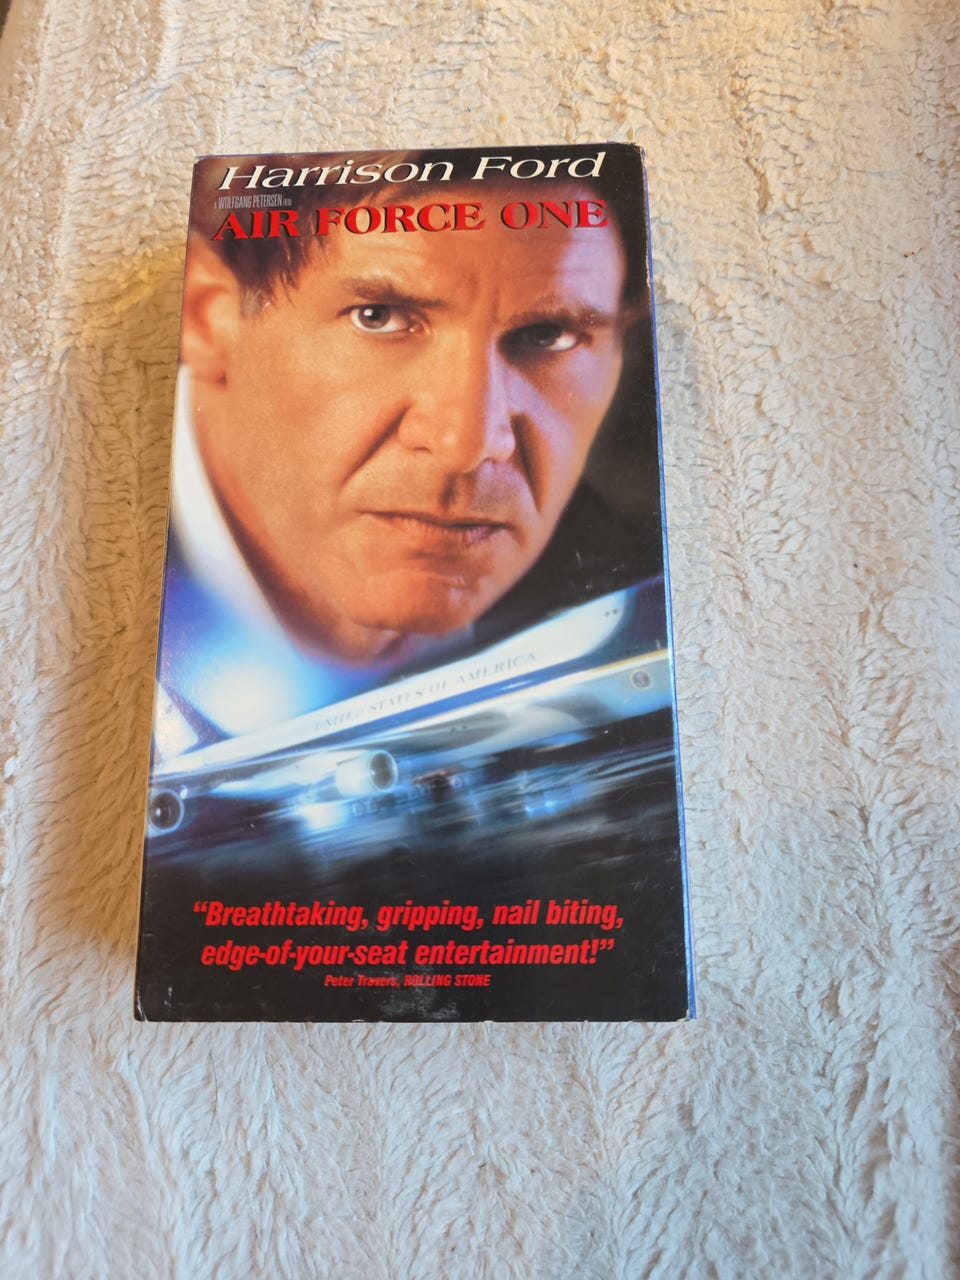 Harrison Ford
A WOLFGANG PETERSEN FILM
AIR FORCE ONE
UNITED STATES OF AMERICA
“Breathtaking, gripping, nail biting,
edge-of-your-seat entertainment!”
Peter Travers, ROLLING STONE